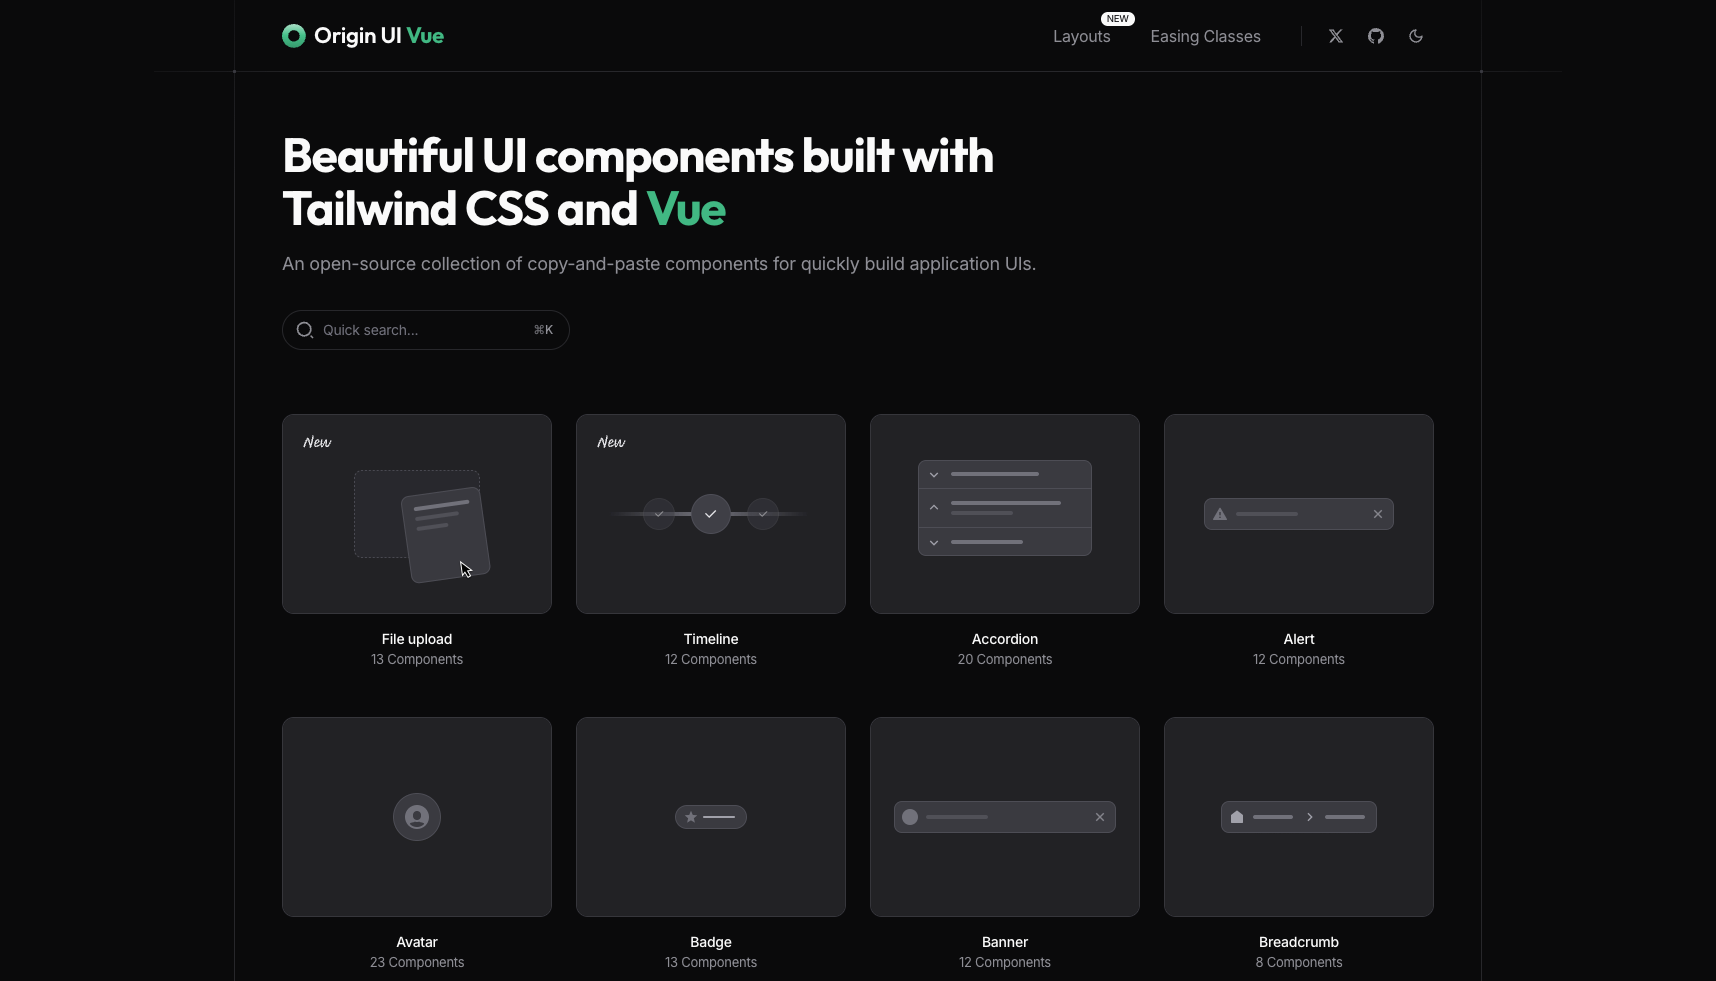 Origin UI Vue
Layouts
NEW
Easing Classes
Beautiful UI components built with
Tailwind CSS and Vue
An open-source collection of copy-and-paste components for quickly build application UIs.
Quick search...
⌘K
New
New
File upload
13 Components
Timeline
12 Components
Accordion
20 Components
Alert
12 Components
Avatar
23 Components
Badge
13 Components
Banner
12 Components
Breadcrumb
8 Components